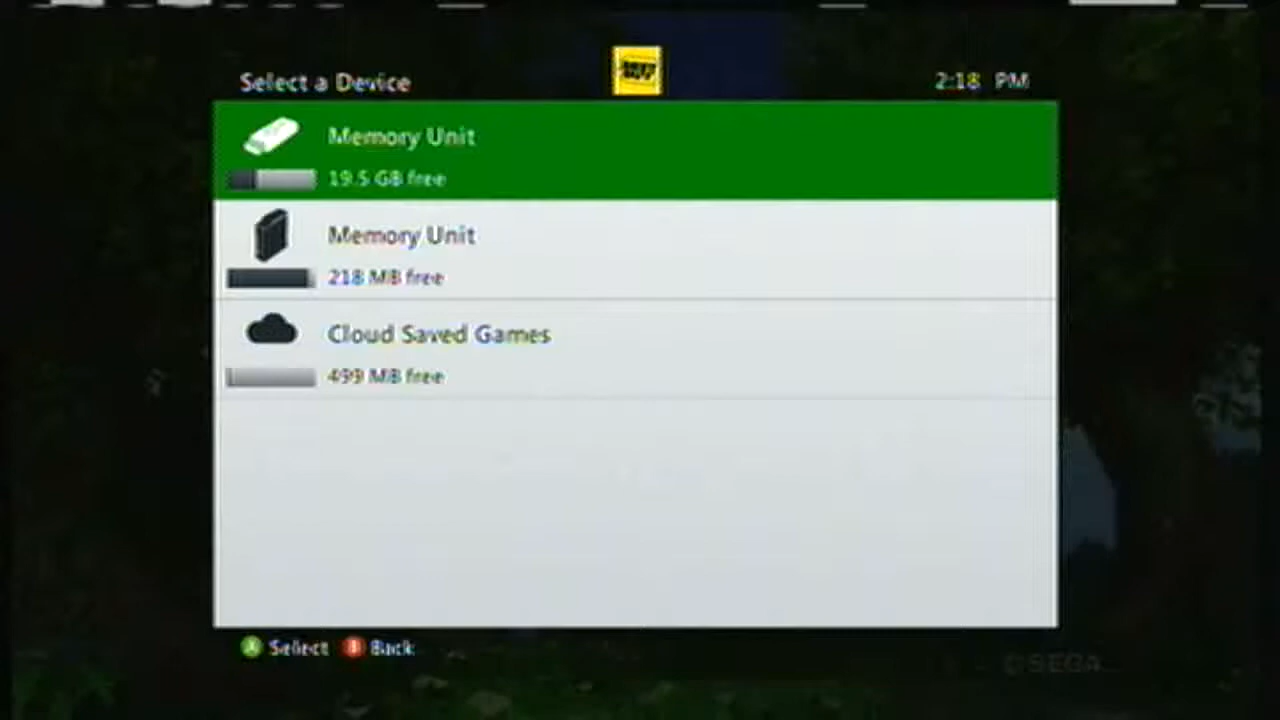 Select a Device
2:18 PM
Memory Unit
19.5 GB free
Memory Unit
218 MB free
Cloud Saved Games
499 MB free
A Select B Back
©SEGA